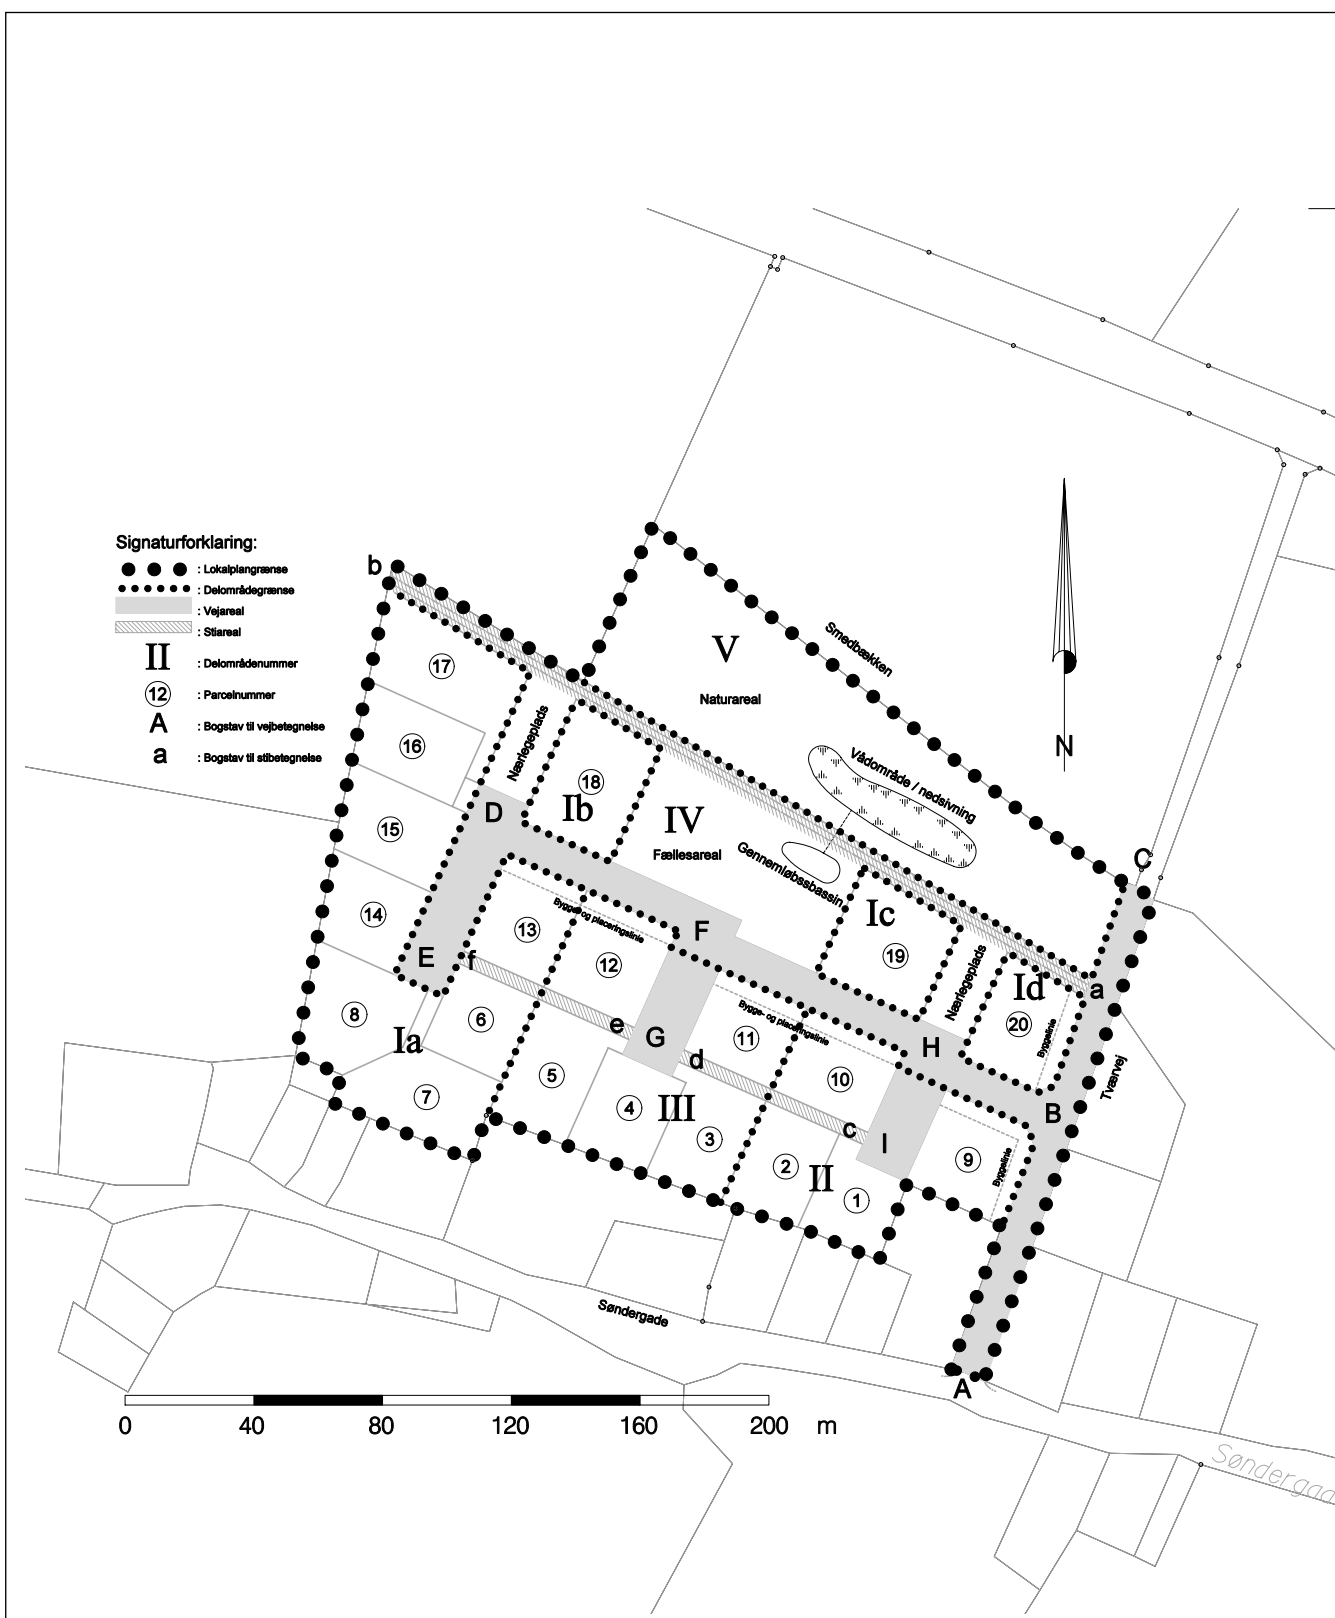 Signaturforklaring:
: Lokalplangrænse
: Delområdegrænse
: Vejareal
: Stiareal
II : Delområdenummer
12 : Parcelnummer
A : Bogstav til vejbetegnelse
a : Bogstav til stibetegnelse
b
17
16
15
14
8
7
6
Ia
D
E
f
Nærlegeplads
18
Ib
IV
Fællesareal
V
Naturareal
Smedbækken
Vådområde / nedsivning
Gennemløbssbassin
N
C
Ic
19
Nærlegeplads
Id
20
Byggelinie
a
Tværvej
B
H
F
13
12
Bygge- og placeringslinie
e
G
d
11
Bygge- og placeringslinie
10
5
4
III
3
2
II
1
c
I
9
Byggelinie
A
Søndergade
0 40 80 120 160 200 m
Søndergad